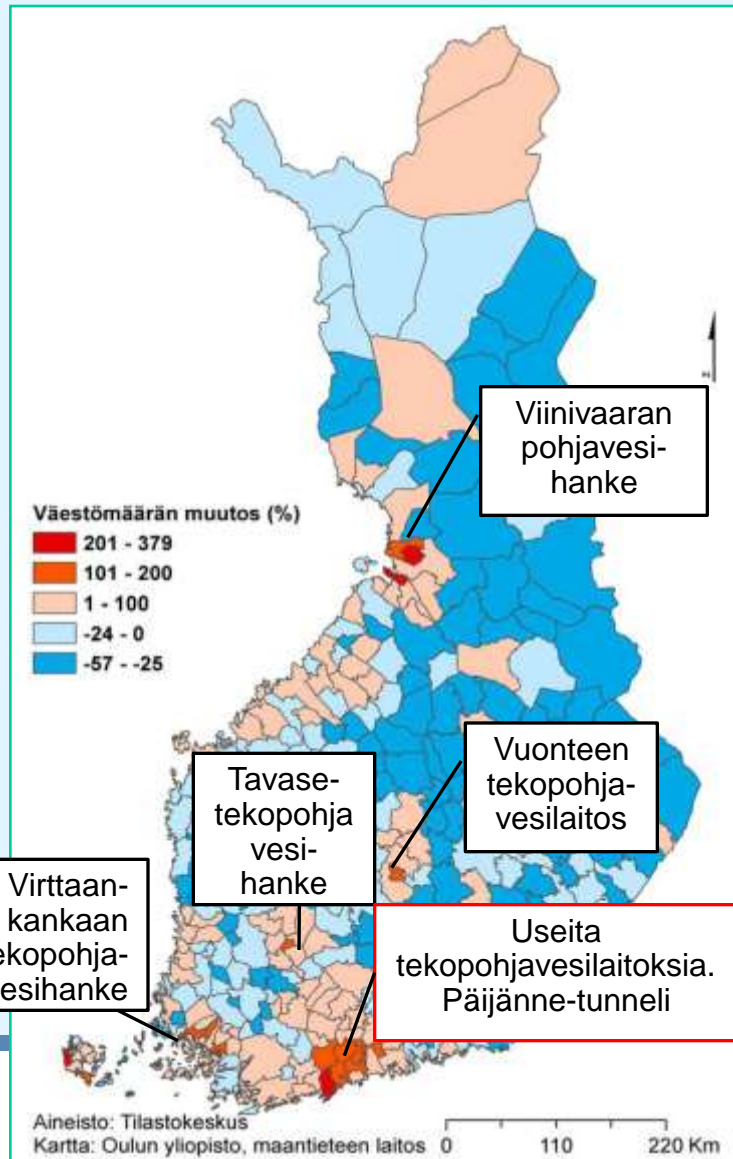 Viinivaaran
pohjavesi-
hanke
Väestömäärän muutos (%)
201 - 379
101 - 200
1 - 100
-24 - 0
-57 - -25
Vuonteen
tekopohja-
vesilaitos
Tavase-
tekopohja
vesi-
hanke
Virttaan-
kankaan
ekopohja-
esihanke
Useita
tekopohjavesilaitoksia.
Päijänne-tunneli
Aineisto: Tilastokeskus
Kartta: Oulun yliopisto, maantieteen laitos
0 110 220 Km